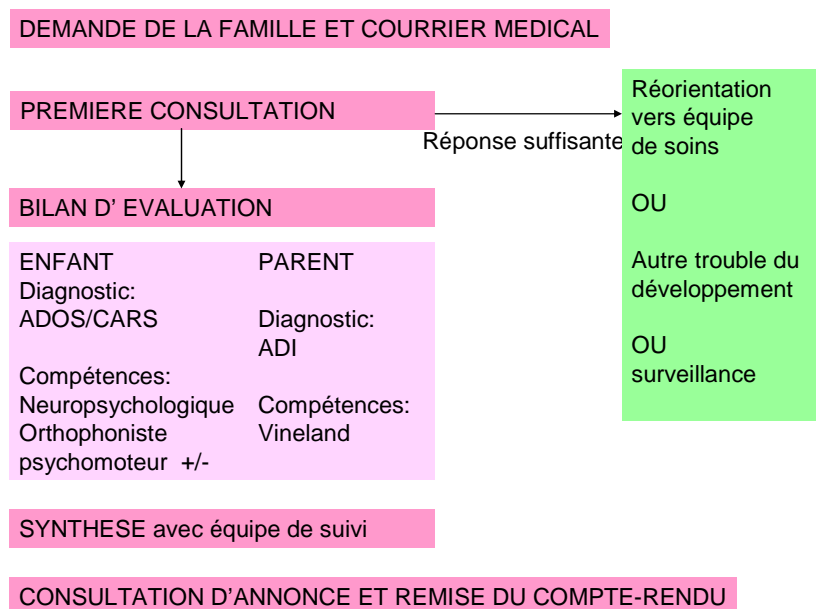 DEMANDE DE LA FAMILLE ET COURRIER MEDICAL
PREMIERE CONSULTATION
Réponse suffisante
Réorientation
vers équipe
de soins
OU
Autre trouble du
développement
OU
surveillance
BILAN D' EVALUATION
ENFANT
Diagnostic:
ADOS/CARS
Compétences:
Neuropsychologique
Orthophoniste
psychomoteur +/-
PARENT
Diagnostic:
ADI
Compétences:
Vineland
SYNTHESE avec équipe de suivi
CONSULTATION D'ANNONCE ET REMISE DU COMPTE-RENDU